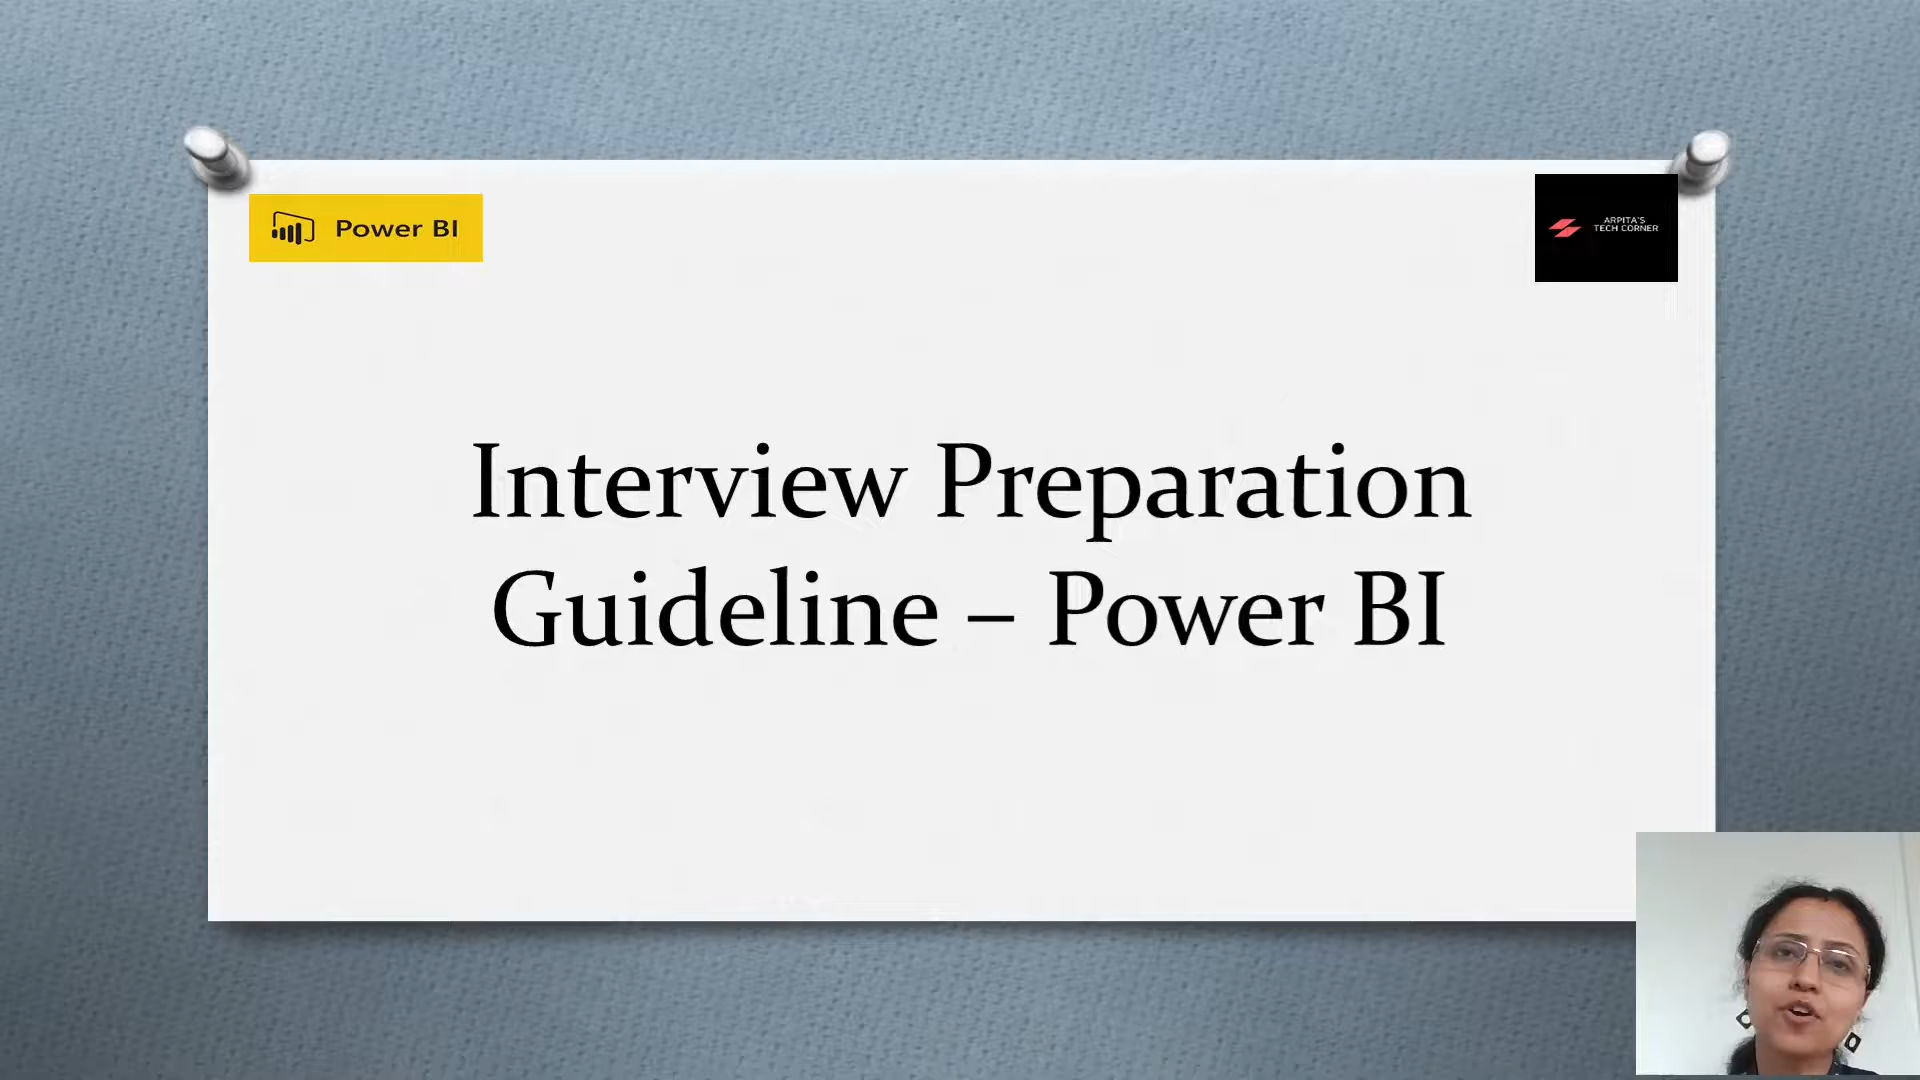 Power BI
ARPITA'S
TECH CORNER
Interview Preparation
Guideline – Power BI